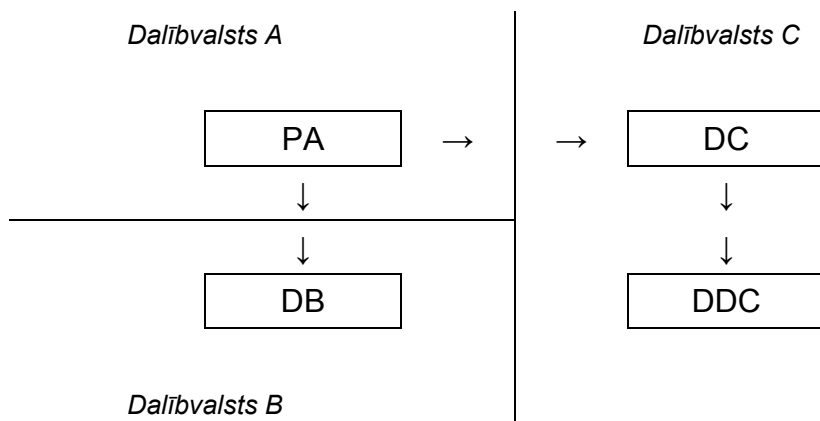 Dalībvalsts A
Dalībvalsts C
PA → → DC
↓ ↓
↓ ↓
DB
DDC
Dalībvalsts B